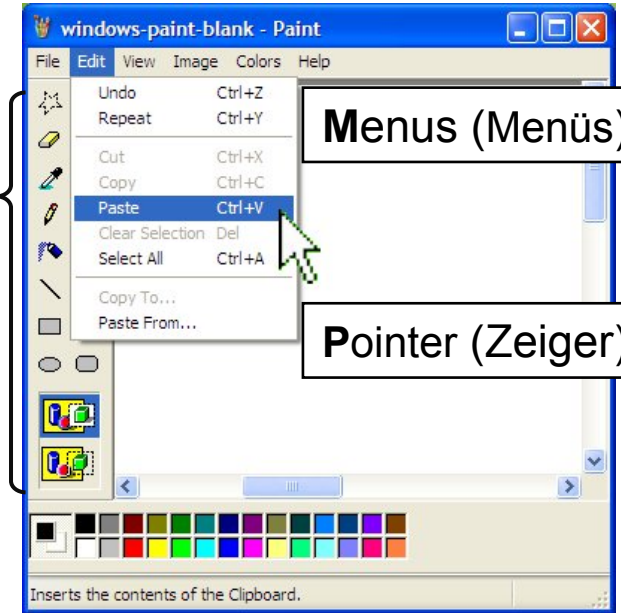 windows-paint-blank - Paint
File Edit View Image Colors Help
Undo Ctrl+Z
Repeat Ctrl+Y
Cut Ctrl+X
Copy Ctrl+C
Paste Ctrl+V
Clear Selection Del
Select All Ctrl+A
Copy To...
Paste From...
Menus (Menüs)
Pointer (Zeiger)
Inserts the contents of the Clipboard.